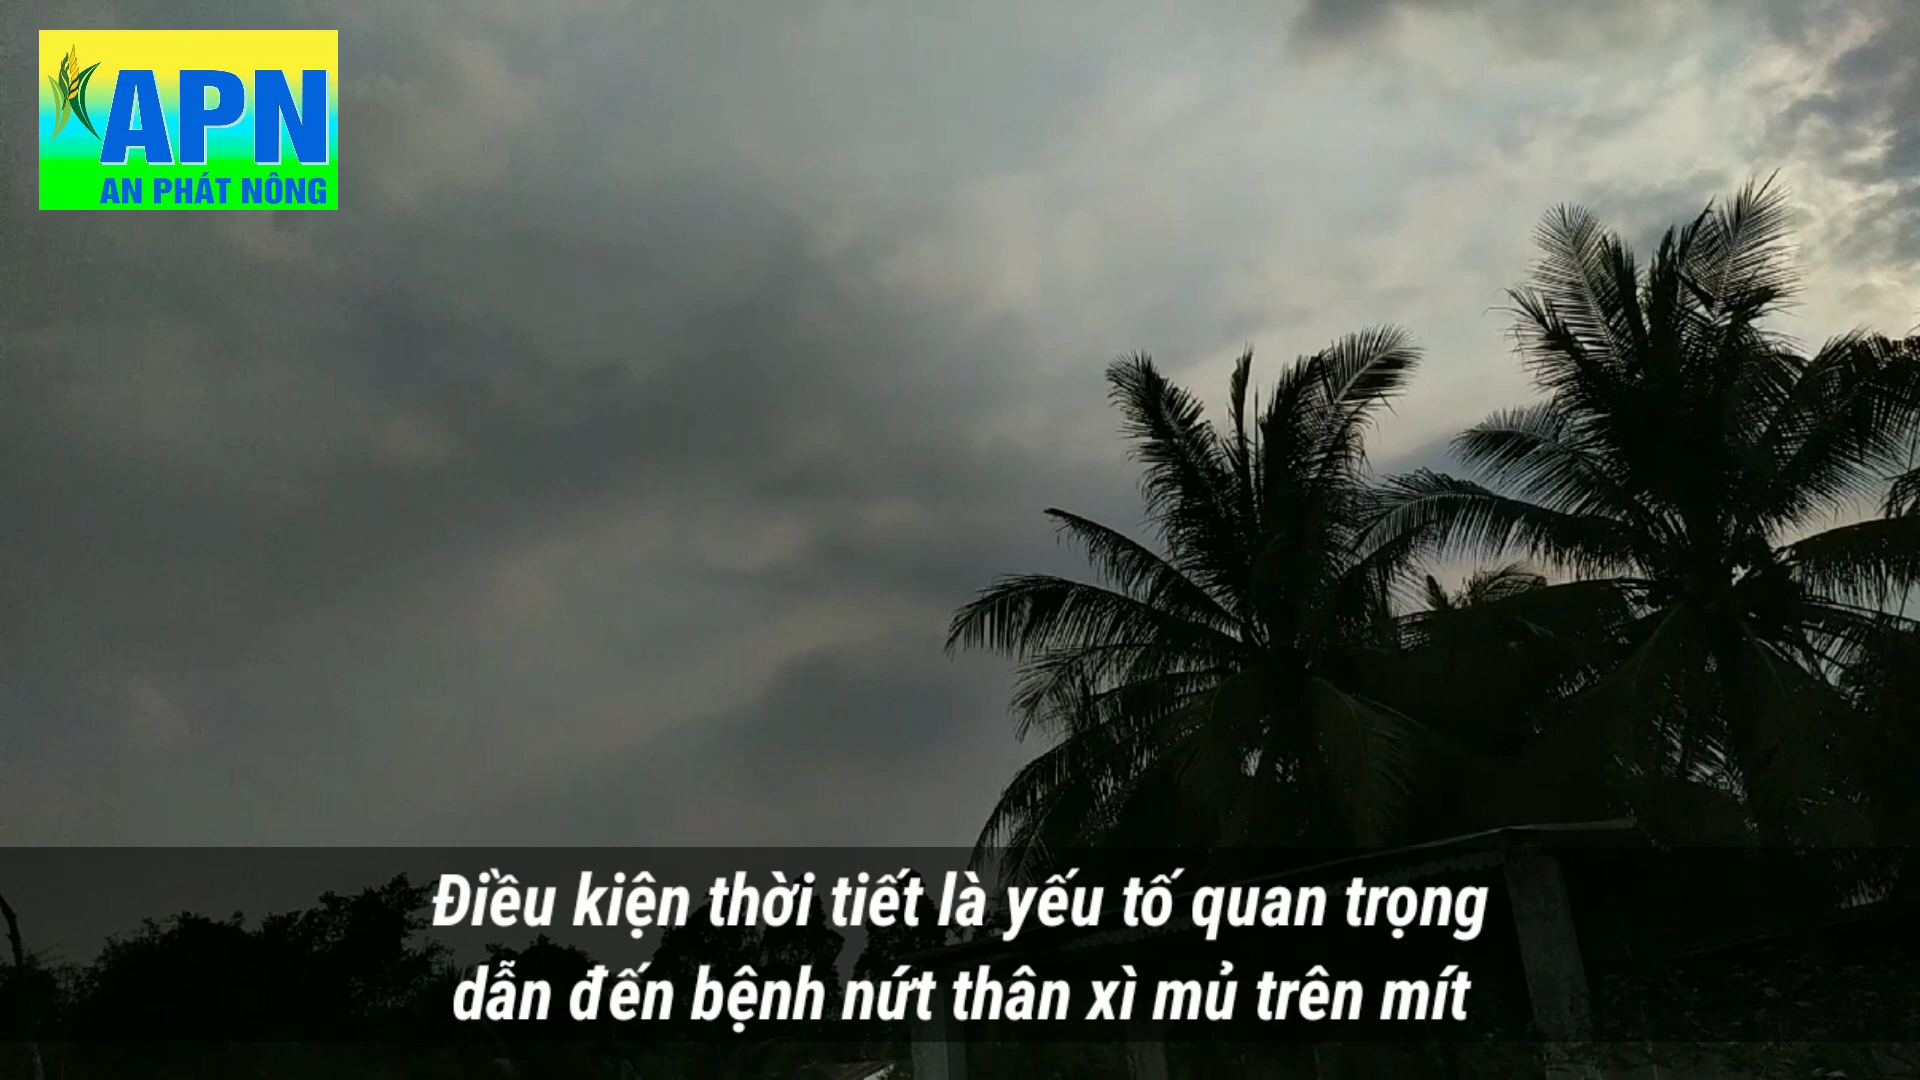 APN
AN PHÁT NÔNG
Điều kiện thời tiết là yếu tố quan trọng
dẫn đến bệnh nứt thân xì mủ trên mít